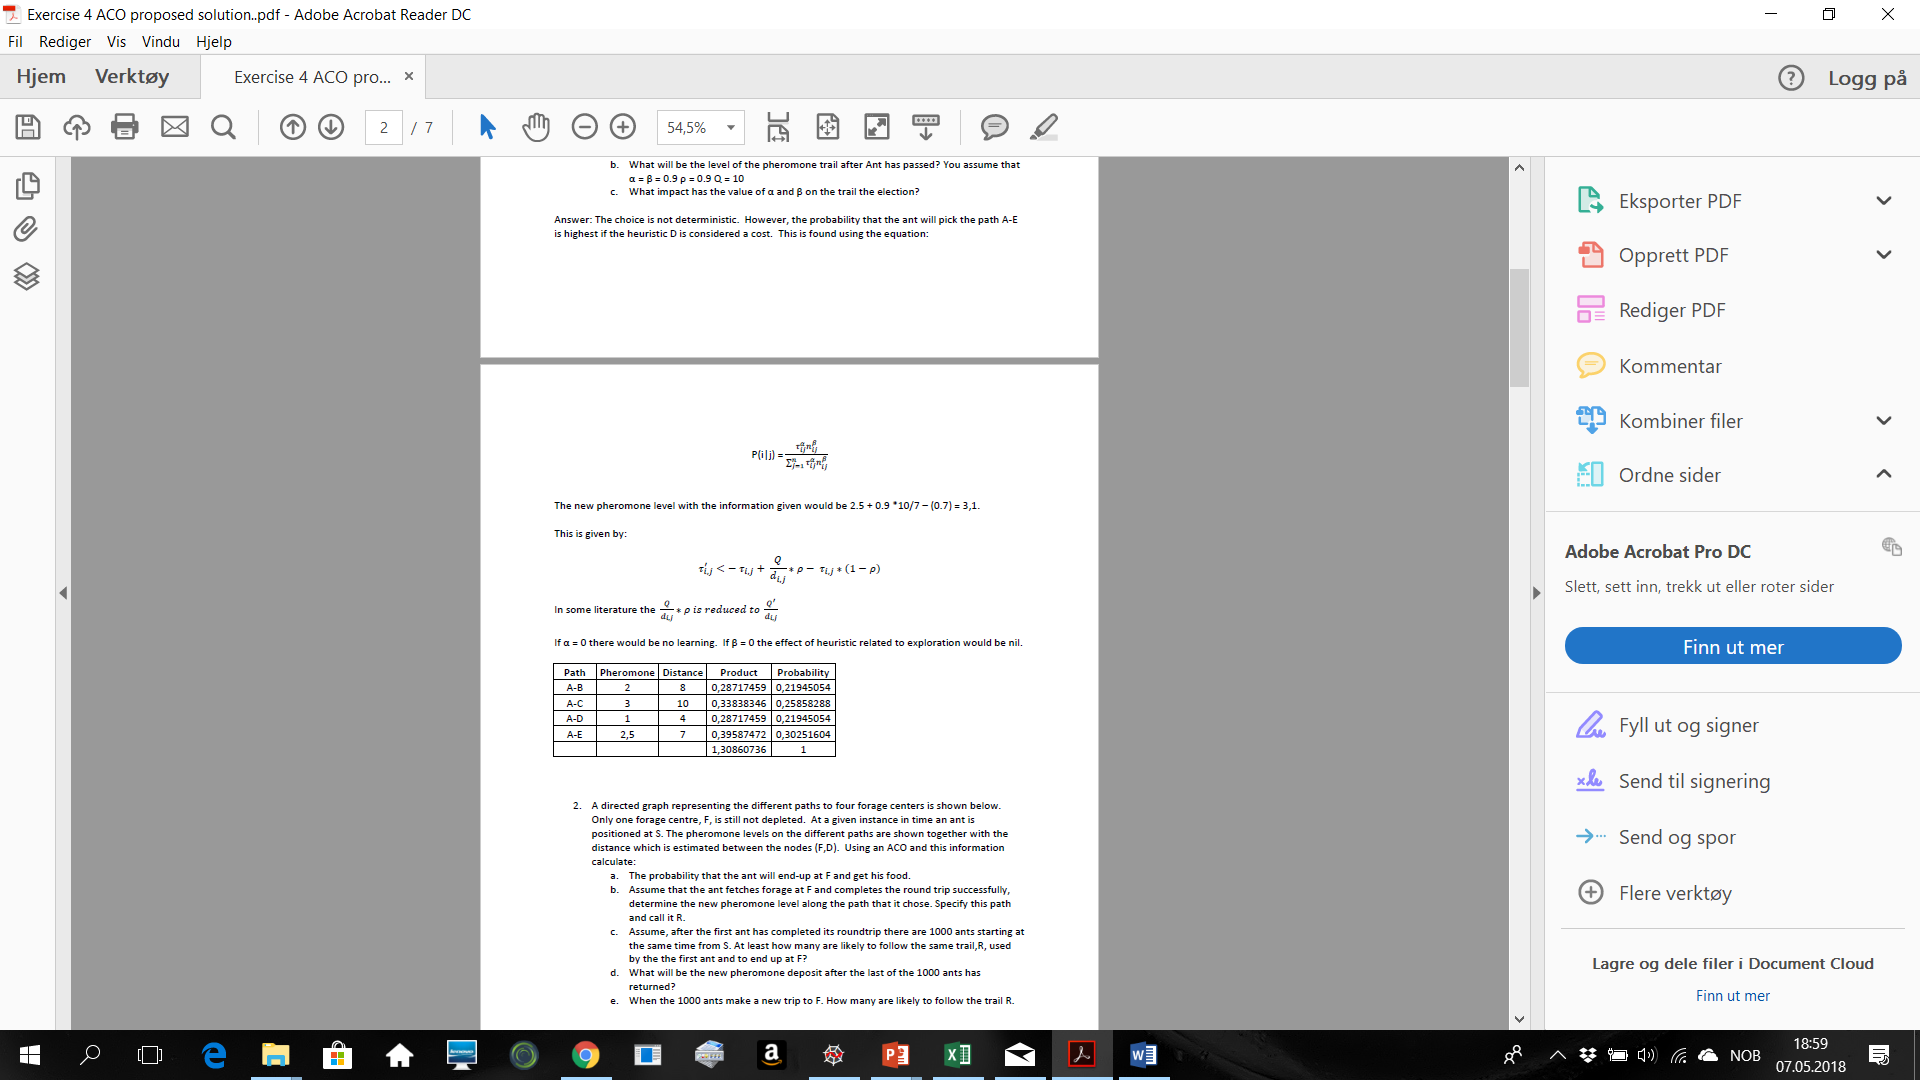 Exercise 4 ACO proposed solution..pdf - Adobe Acrobat Reader DC
Fil Rediger Vis Vindu Hjelp
Hjem Verktøy Exercise 4 ACO pro... × Logg på
2 / 7 54,5%
b. What will be the level of the pheromone trail after Ant has passed? You assume that
α = β = 0.9 ρ = 0.9 Q = 10
c. What impact has the value of α and β on the trail the election?
Answer: The choice is not deterministic. However, the probability that the ant will pick the path A-E
is highest if the heuristic D is considered a cost. This is found using the equation:
P(i|j) = τ_ij^α n_ij^β / Σ_{j=1}^n τ_ij^α n_ij^β
The new pheromone level with the information given would be 2.5 + 0.9 *10/7 – (0.7) = 3,1.
This is given by:
τ′_{i,j} < − τ_{i,j} + Q/d_{i,j} ∗ ρ − τ_{i,j} ∗ (1 − ρ)
In some literature the Q/d_{i,j} ∗ ρ is reduced to Q′/d_{i,j}
If α = 0 there would be no learning. If β = 0 the effect of heuristic related to exploration would be nil.
Path Pheromone Distance Product Probability
A-B 2 8 0,28717459 0,21945054
A-C 3 10 0,33838346 0,25858288
A-D 1 4 0,28717459 0,21945054
A-E 2,5 7 0,39587472 0,30251604
1,30860736 1
2. A directed graph representing the different paths to four forage centers is shown below.
Only one forage centre, F, is still not depleted. At a given instance in time an ant is
positioned at S. The pheromone levels on the different paths are shown together with the
distance which is estimated between the nodes (F,D). Using an ACO and this information
calculate:
a. The probability that the ant will end-up at F and get his food.
b. Assume that the ant fetches forage at F and completes the round trip successfully,
determine the new pheromone level along the path that it chose. Specify this path
and call it R.
c. Assume, after the first ant has completed its roundtrip there are 1000 ants starting at
the same time from S. At least how many are likely to follow the same trail,R, used
by the the first ant and to end up at F?
d. What will be the new pheromone deposit after the last of the 1000 ants has
returned?
e. When the 1000 ants make a new trip to F. How many are likely to follow the trail R.
Eksporter PDF
Opprett PDF
Rediger PDF
Kommentar
Kombiner filer
Ordne sider
Adobe Acrobat Pro DC
Slett, sett inn, trekk ut eller roter sider
Finn ut mer
Fyll ut og signer
Send til signering
Send og spor
Flere verktøy
Lagre og dele filer i Document Cloud
Finn ut mer
NOB
18:59
07.05.2018